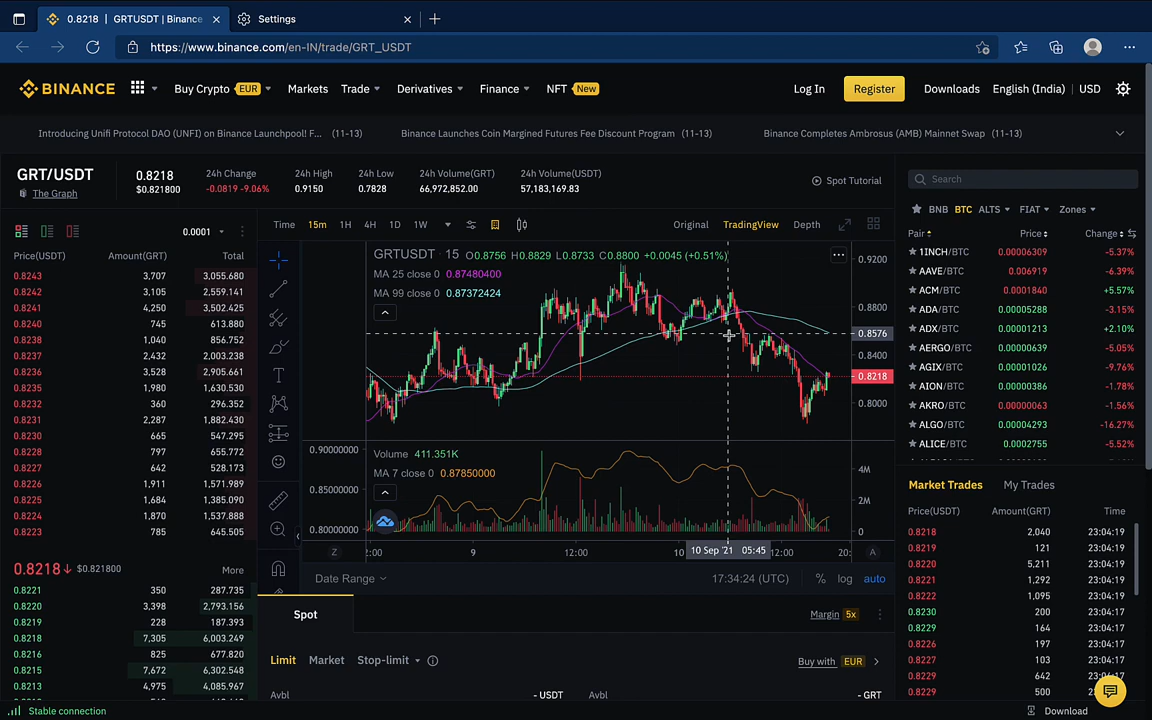 0.8218 | GRTUSDT | Binance
Settings
https://www.binance.com/en-IN/trade/GRT_USDT
BINANCE
Buy Crypto EUR
Markets
Trade
Derivatives
Finance
NFT New
Log In
Register
Downloads
English (India) | USD
Introducing Unifi Protocol DAO (UNFI) on Binance Launchpool! F... (11-13)
Binance Launches Coin Margined Futures Fee Discount Program (11-13)
Binance Completes Ambrosus (AMB) Mainnet Swap (11-13)
GRT/USDT
The Graph
0.8218
$0.821800
24h Change
-0.0819 -9.06%
24h High
0.9150
24h Low
0.7828
24h Volume(GRT)
66,972,852.00
24h Volume(USDT)
57,183,169.83
Spot Tutorial
0.0001
Price(USDT) Amount(GRT) Total
0.8243 3,707 3,055.680
0.8242 3,105 2,559.141
0.8241 4,250 3,502.425
0.8240 745 613.880
0.8238 1,040 856.752
0.8237 2,432 2,003.238
0.8236 3,528 2,905.661
0.8235 1,980 1,630.530
0.8232 360 296.352
0.8231 2,287 1,882.430
0.8230 665 547.295
0.8228 797 655.772
0.8227 642 528.173
0.8226 1,911 1,571.989
0.8225 1,684 1,385.090
0.8224 1,870 1,537.888
0.8223 785 645.505
0.8218↓ $0.821800 More
0.8221 350 287.735
0.8220 3,398 2,793.156
0.8219 228 187.393
0.8218 7,305 6,003.249
0.8216 825 677.820
0.8215 7,672 6,302.548
0.8213 4,975 4,085.967
Time 15m 1H 4H 1D 1W
Original TradingView Depth
GRTUSDT · 15 O0.8756 H0.8829 L0.8733 C0.8800 +0.0045 (+0.51%)
MA 25 close 0 0.87480400
MA 99 close 0 0.87372424
0.9200
0.8800
0.8576
0.8400
0.8218
0.8000
Volume 411.351K
MA 7 close 0 0.87850000
0.90000000
0.85000000
0.80000000
4M
2M
0
Z 2:00 9 12:00 10 10 Sep '21 05:45 12:00 20: A
Date Range
17:34:24 (UTC) % log auto
Spot
Margin 5x
Limit Market Stop-limit
Buy with EUR
Avbl - USDT
Avbl - GRT
Search
BNB BTC ALTS FIAT Zones
Pair Price Change
1INCH/BTC 0.00006309 -5.37%
AAVE/BTC 0.006919 -6.39%
ACM/BTC 0.0001840 +5.57%
ADA/BTC 0.00005288 -3.15%
ADX/BTC 0.00001213 +2.10%
AERGO/BTC 0.00000639 -5.05%
AGIX/BTC 0.00001026 -9.76%
AION/BTC 0.00000386 -1.78%
AKRO/BTC 0.00000063 -1.56%
ALGO/BTC 0.00004293 -16.27%
ALICE/BTC 0.0002755 -5.52%
Market Trades My Trades
Price(USDT) Amount(GRT) Time
0.8218 2,040 23:04:19
0.8219 121 23:04:19
0.8220 5,211 23:04:19
0.8221 1,292 23:04:19
0.8222 1,095 23:04:19
0.8230 200 23:04:19
0.8229 164 23:04:19
0.8226 197 23:04:19
0.8227 103 23:04:19
0.8229 642
0.8229 500
Stable connection
Download